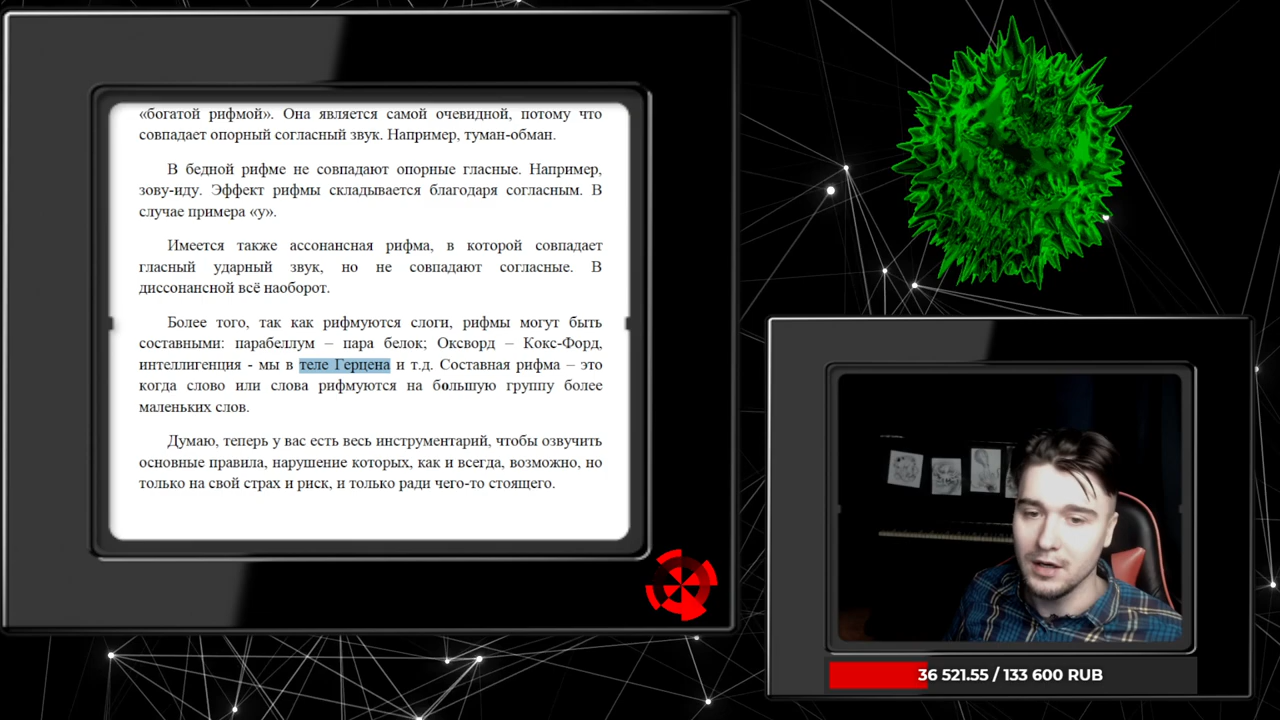 «богатой рифмой». Она является самой очевидной, потому что
совпадает опорный согласный звук. Например, туман-обман.
В бедной рифме не совпадают опорные гласные. Например,
зову-иду. Эффект рифмы складывается благодаря согласным. В
случае примера «у».
Имеется также ассонансная рифма, в которой совпадает
гласный ударный звук, но не совпадают согласные. В
диссонансной всё наоборот.
Более того, так как рифмуются слоги, рифмы могут быть
составными: парабеллум – пара белок; Оксворд – Кокс-Форд,
интеллигенция - мы в теле Герцена и т.д. Составная рифма – это
когда слово или слова рифмуются на большую группу более
маленьких слов.
Думаю, теперь у вас есть весь инструментарий, чтобы озвучить
основные правила, нарушение которых, как и всегда, возможно, но
только на свой страх и риск, и только ради чего-то стоящего.
36 521.55 / 133 600 RUB